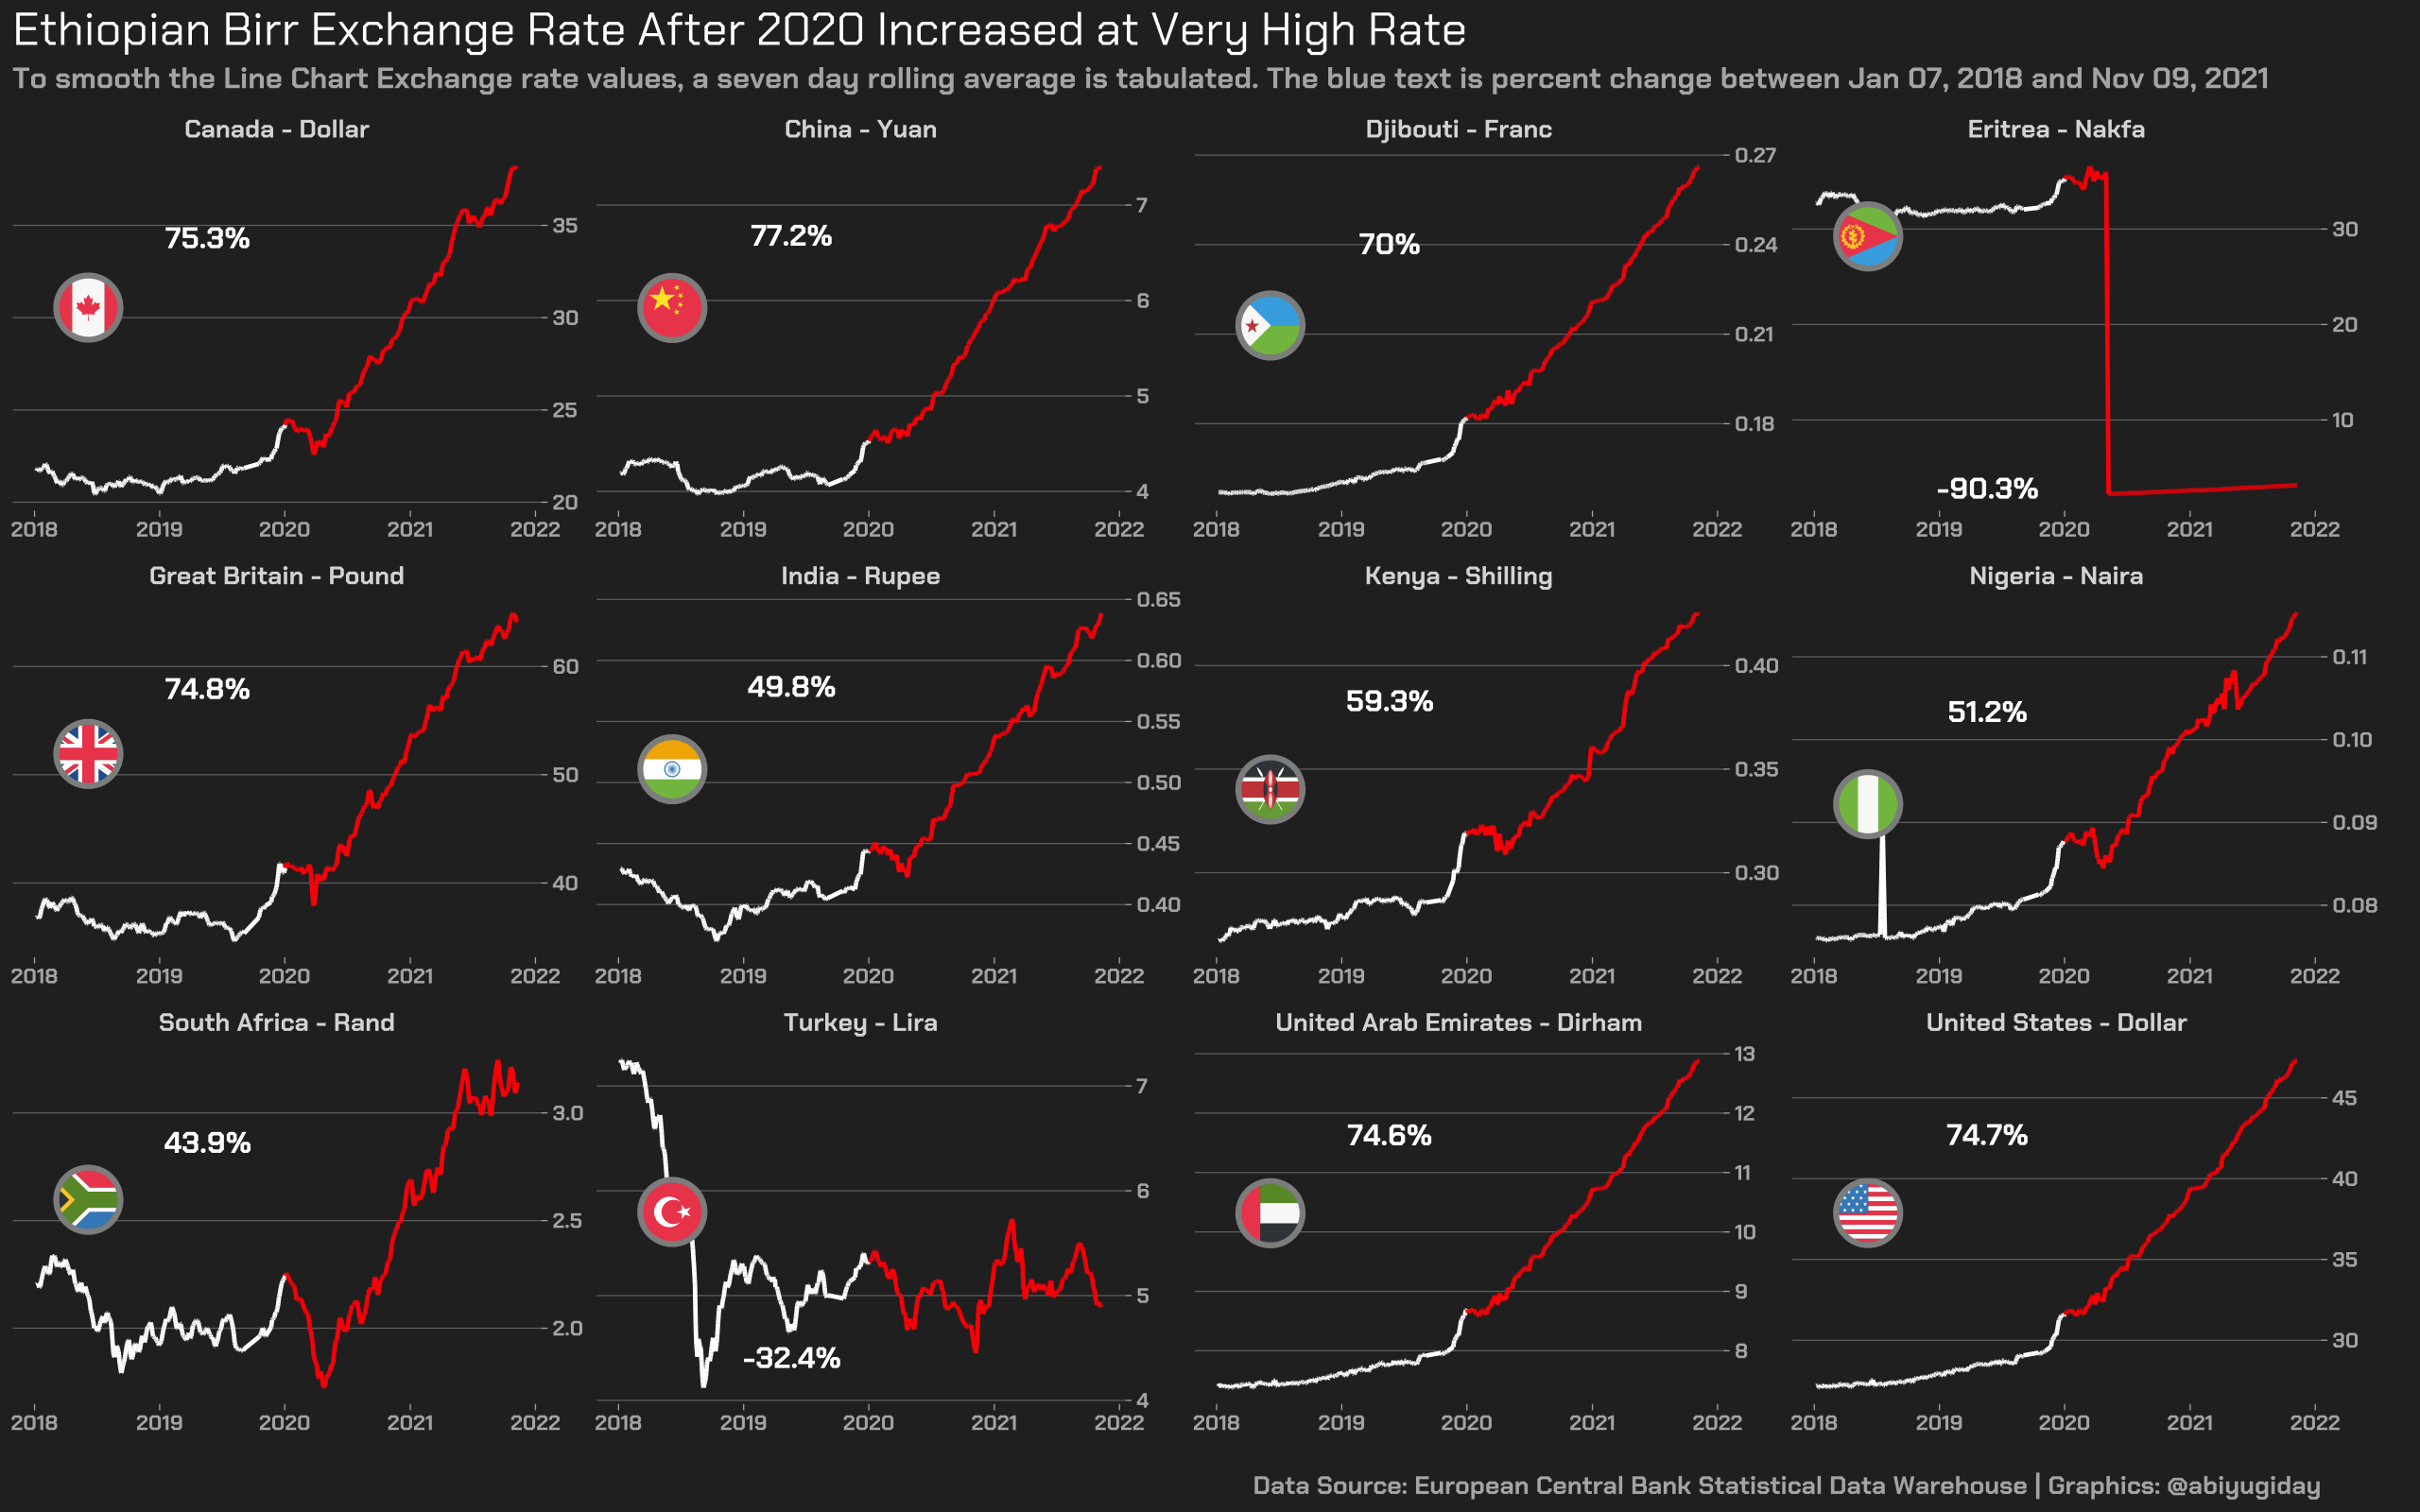 Ethiopian Birr Exchange Rate After 2020 Increased at Very High Rate
To smooth the Line Chart Exchange rate values, a seven day rolling average is tabulated. The blue text is percent change between Jan 07, 2018 and Nov 09, 2021
Canada - Dollar
75.3%
35
30
25
20
2018 2019 2020 2021 2022
China - Yuan
77.2%
7
6
5
4
2018 2019 2020 2021 2022
Djibouti - Franc
70%
0.27
0.24
0.21
0.18
2018 2019 2020 2021 2022
Eritrea - Nakfa
30
20
10
-90.3%
2018 2019 2020 2021 2022
Great Britain - Pound
74.8%
60
50
40
2018 2019 2020 2021 2022
India - Rupee
49.8%
0.65
0.60
0.55
0.50
0.45
0.40
2018 2019 2020 2021 2022
Kenya - Shilling
59.3%
0.40
0.35
0.30
2018 2019 2020 2021 2022
Nigeria - Naira
51.2%
0.11
0.10
0.09
0.08
2018 2019 2020 2021 2022
South Africa - Rand
43.9%
3.0
2.5
2.0
2018 2019 2020 2021 2022
Turkey - Lira
7
6
5
-32.4%
4
2018 2019 2020 2021 2022
United Arab Emirates - Dirham
74.6%
13
12
11
10
9
8
2018 2019 2020 2021 2022
United States - Dollar
74.7%
45
40
35
30
2018 2019 2020 2021 2022
Data Source: European Central Bank Statistical Data Warehouse | Graphics: @abiyugiday